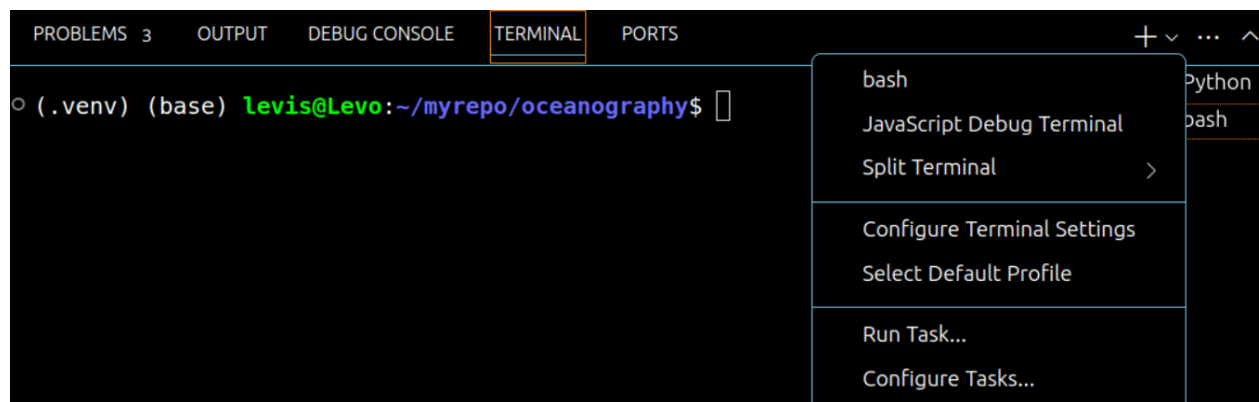 PROBLEMS 3 OUTPUT DEBUG CONSOLE TERMINAL PORTS
(.venv) (base) levis@Levo:~/myrepo/oceanography$
bash
JavaScript Debug Terminal
Split Terminal
Configure Terminal Settings
Select Default Profile
Run Task...
Configure Tasks...
Python
bash